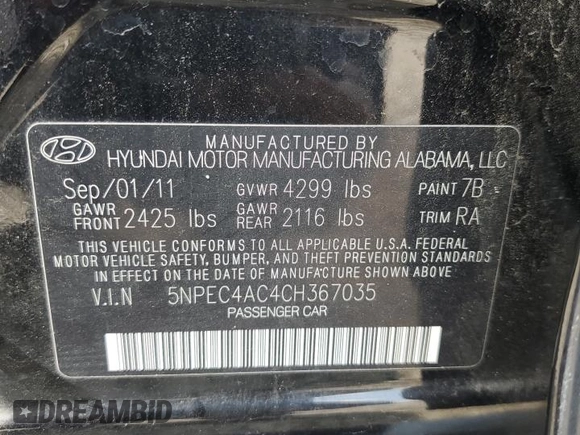 MANUFACTURED BY
HYUNDAI MOTOR MANUFACTURING ALABAMA, LLC
Sep/01/11 GVWR 4299 lbs PAINT 7B
GAWR FRONT 2425 lbs GAWR REAR 2116 lbs TRIM RA
THIS VEHICLE CONFORMS TO ALL APPLICABLE U.S.A. FEDERAL
MOTOR VEHICLE SAFETY, BUMPER, AND THEFT PREVENTION STANDARDS
IN EFFECT ON THE DATE OF MANUFACTURE SHOWN ABOVE
V.I.N 5NPEC4AC4CH367035
PASSENGER CAR
DREAMBID